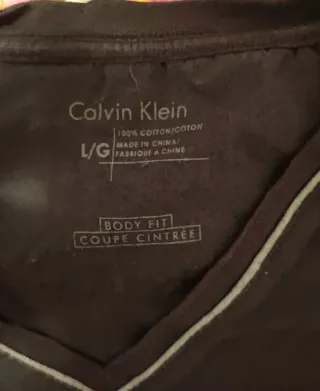 Calvin Klein
L/G
100% COTTON/COTON
MADE IN CHINA/
FABRIQUÉ A CHINE
BODY FIT
COUPE CINTRÉE